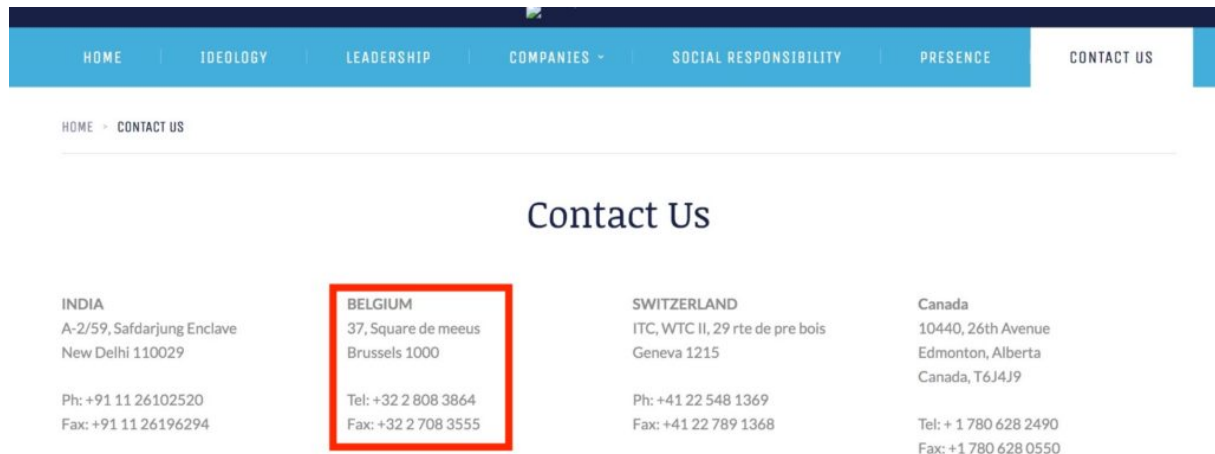 HOME IDEOLOGY LEADERSHIP COMPANIES SOCIAL RESPONSIBILITY PRESENCE CONTACT US
HOME > CONTACT US
Contact Us
INDIA
A-2/59, Safdarjung Enclave
New Delhi 110029
Ph: +91 11 26102520
Fax: +91 11 26196294
BELGIUM
37, Square de meeus
Brussels 1000
Tel: +32 2 808 3864
Fax: +32 2 708 3555
SWITZERLAND
ITC, WTC II, 29 rte de pre bois
Geneva 1215
Ph: +41 22 548 1369
Fax: +41 22 789 1368
Canada
10440, 26th Avenue
Edmonton, Alberta
Canada, T6J4J9
Tel: + 1 780 628 2490
Fax: +1 780 628 0550